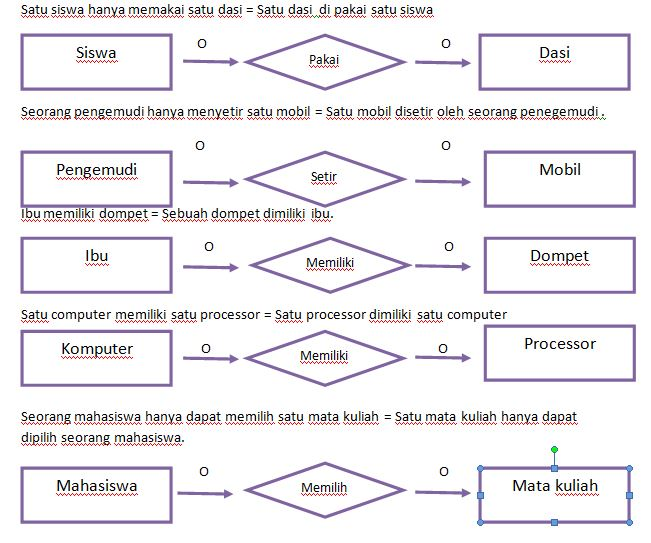 Satu siswa hanya memakai satu dasi = Satu dasi di pakai satu siswa
O O
Siswa Pakai Dasi
Seorang pengemudi hanya menyetir satu mobil = Satu mobil disetir oleh seorang penegemudi .
O O
Pengemudi Setir Mobil
Ibu memiliki dompet = Sebuah dompet dimiliki ibu.
O O
Ibu Memiliki Dompet
Satu computer memiliki satu processor = Satu processor dimiliki satu computer
O O
Komputer Memiliki Processor
Seorang mahasiswa hanya dapat memilih satu mata kuliah = Satu mata kuliah hanya dapat
dipilih seorang mahasiswa.
O O
Mahasiswa Memilih Mata kuliah